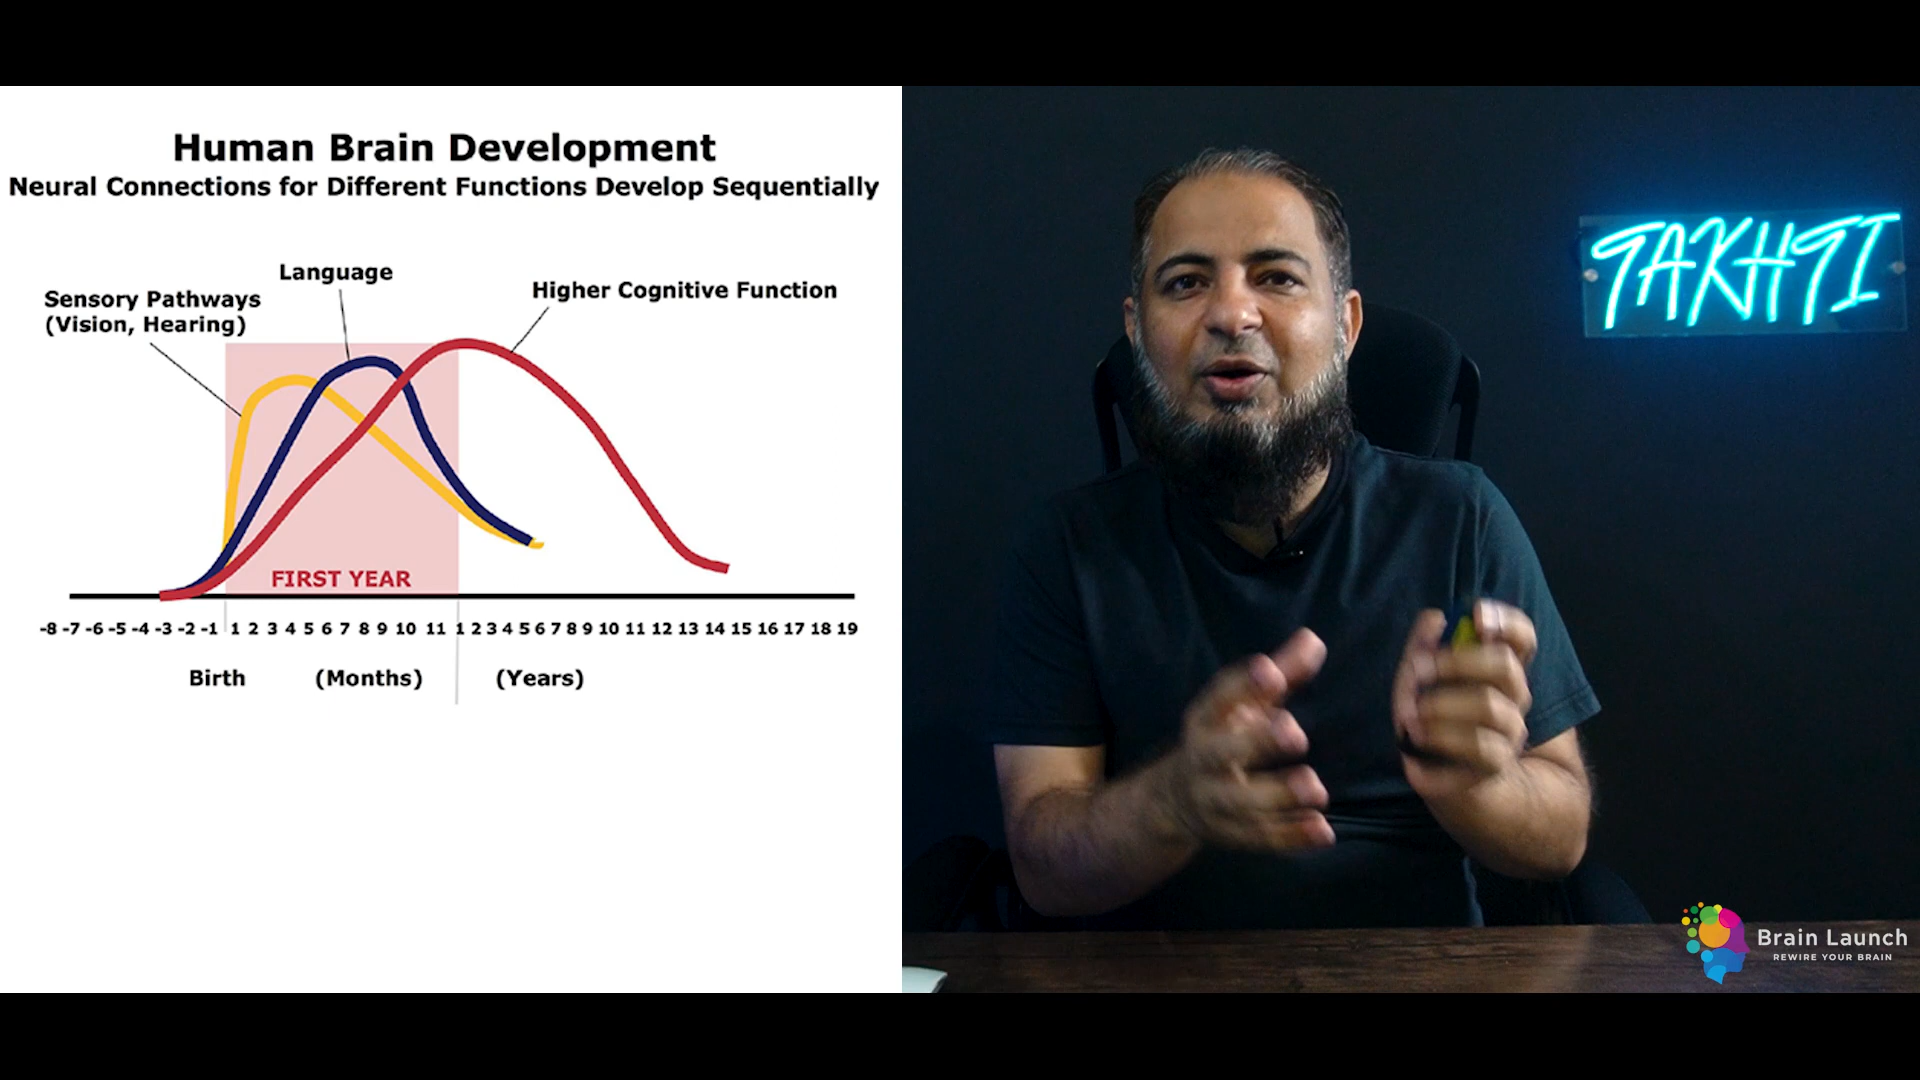 Human Brain Development
Neural Connections for Different Functions Develop Sequentially
Language
Sensory Pathways
(Vision, Hearing)
Higher Cognitive Function
FIRST YEAR
-8 -7 -6 -5 -4 -3 -2 -1 1 2 3 4 5 6 7 8 9 10 11 1 2 3 4 5 6 7 8 9 10 11 12 13 14 15 16 17 18 19
Birth (Months) (Years)
TAKHTI
Brain Launch
REWIRE YOUR BRAIN